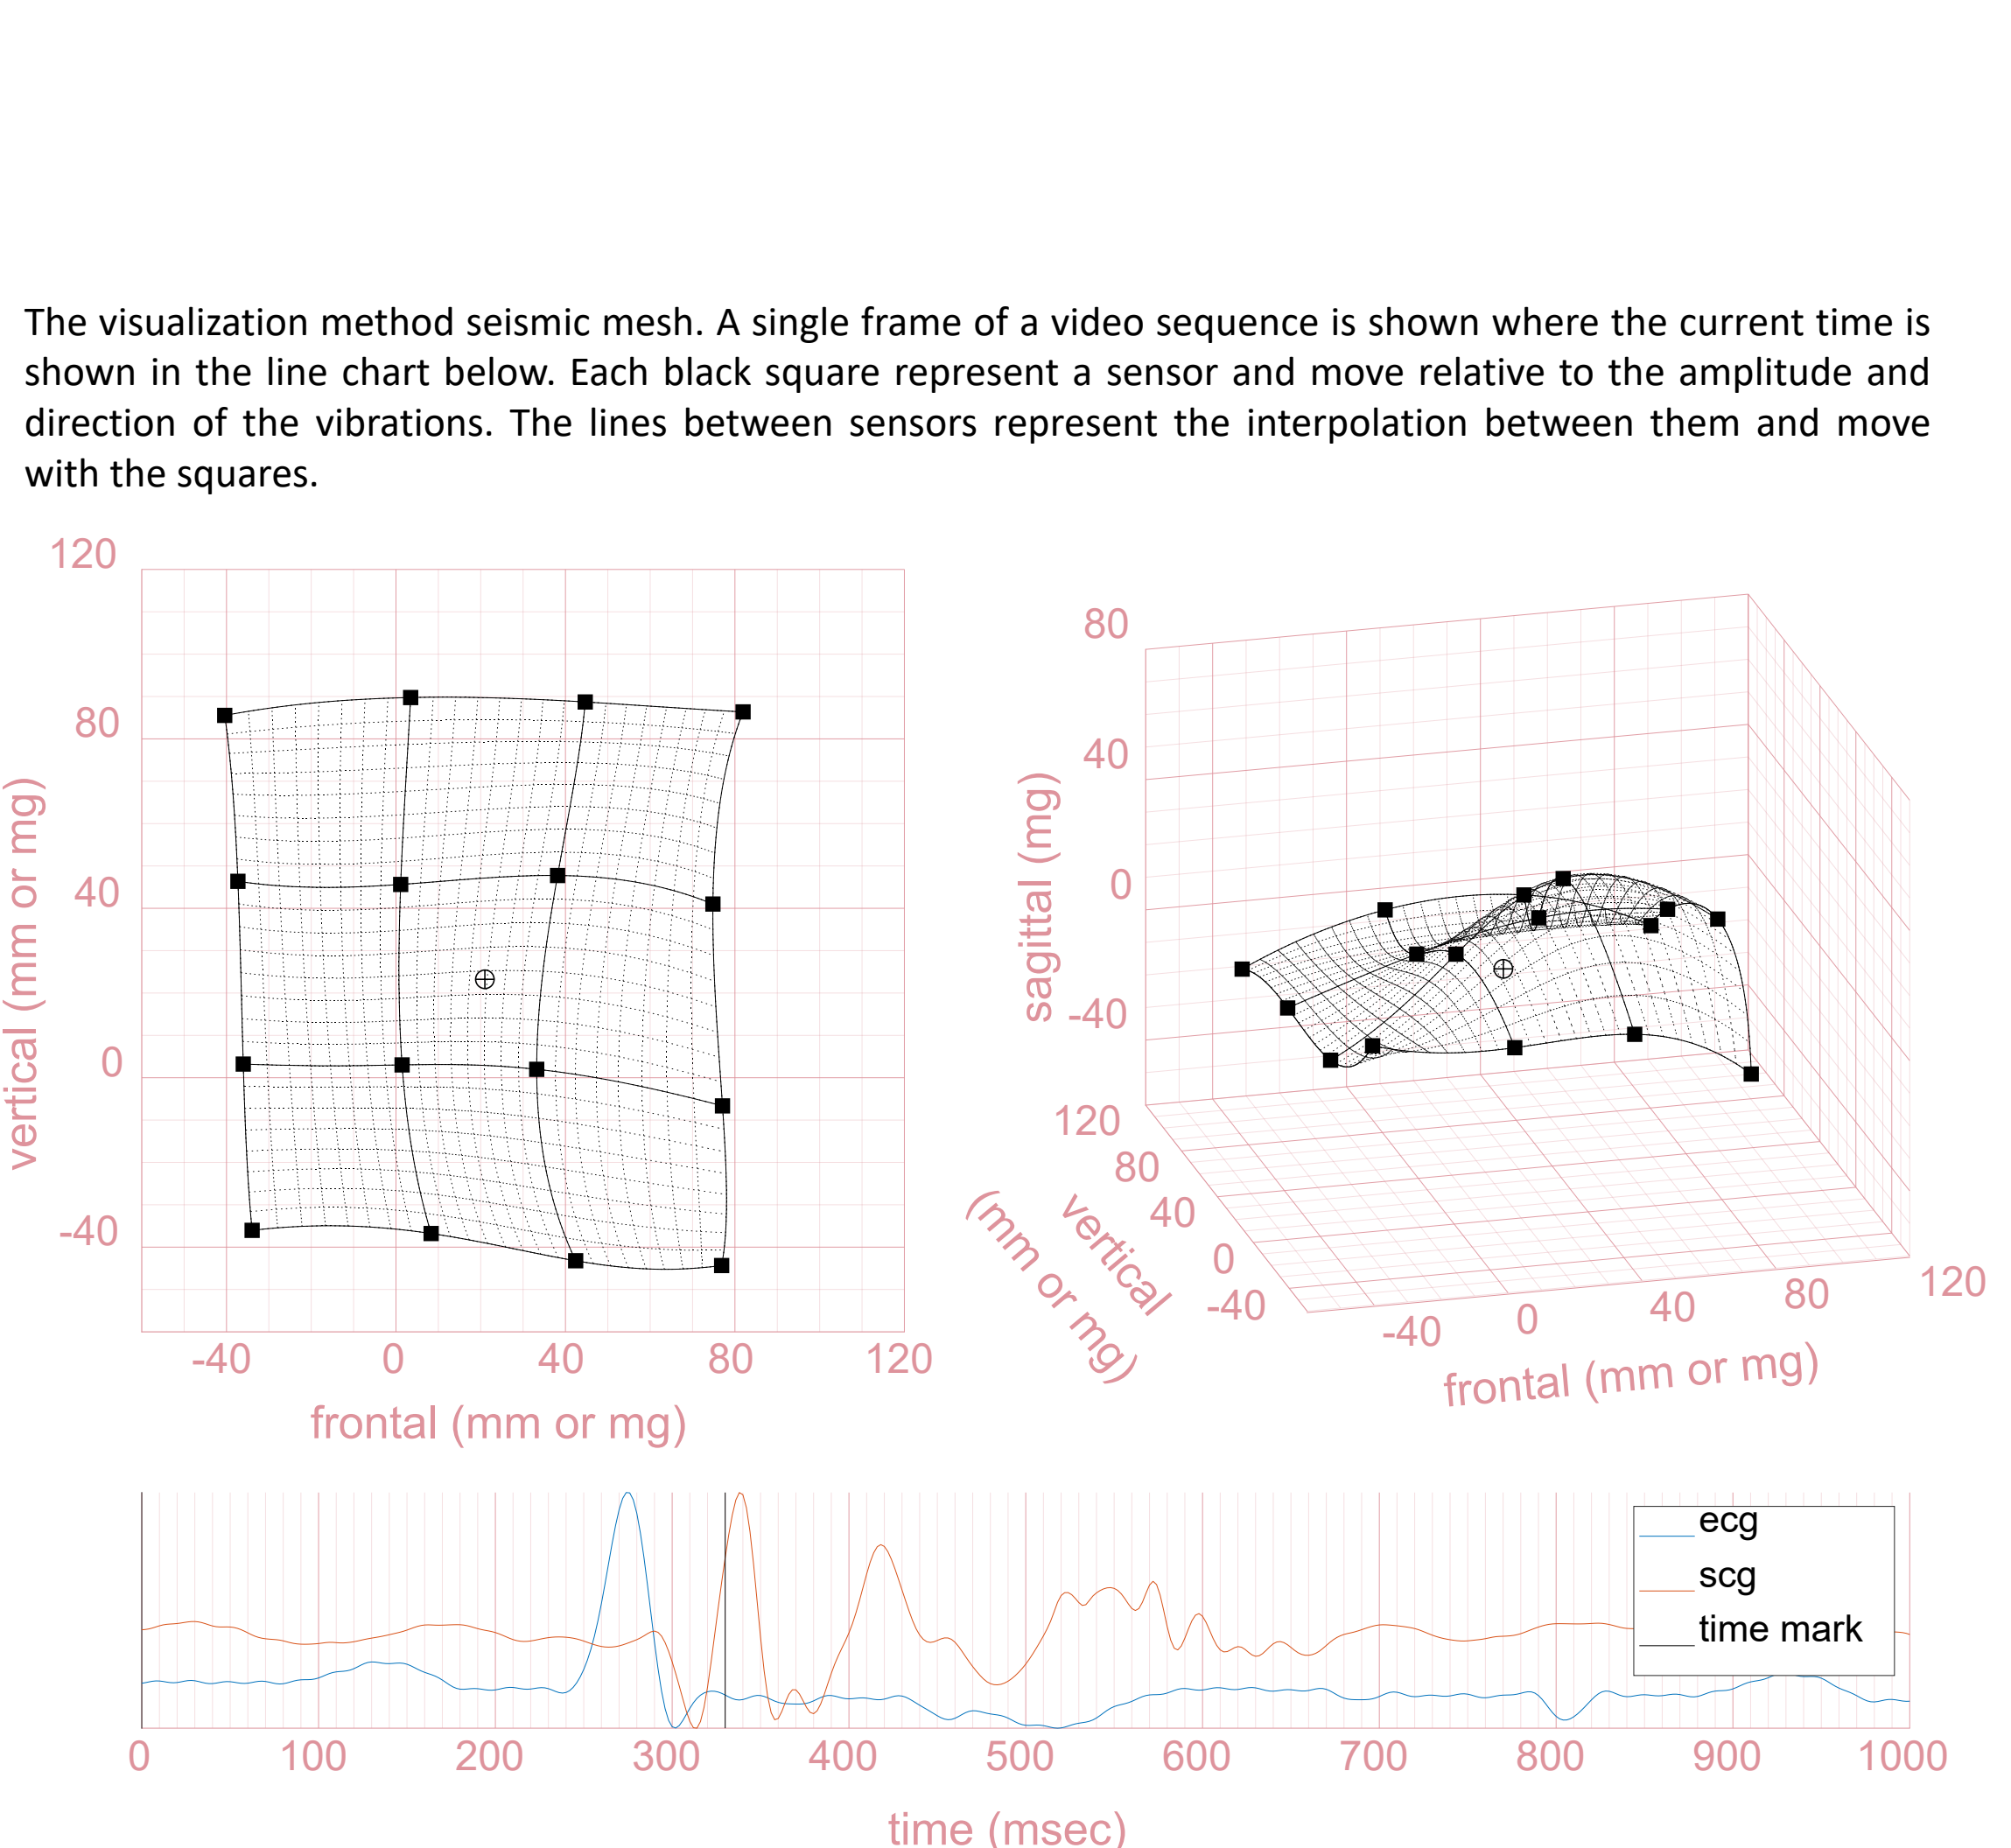 The visualization method seismic mesh. A single frame of a video sequence is shown where the current time is
shown in the line chart below. Each black square represent a sensor and move relative to the amplitude and
direction of the vibrations. The lines between sensors represent the interpolation between them and move
with the squares.
120
80
40
0
-40
vertical (mm or mg)
-40 0 40 80 120
frontal (mm or mg)
80
40
0
-40
sagittal (mg)
120
80
40
0
-40
vertical
(mm or mg)
-40 0 40 80 120
frontal (mm or mg)
ecg
scg
time mark
0 100 200 300 400 500 600 700 800 900 1000
time (msec)